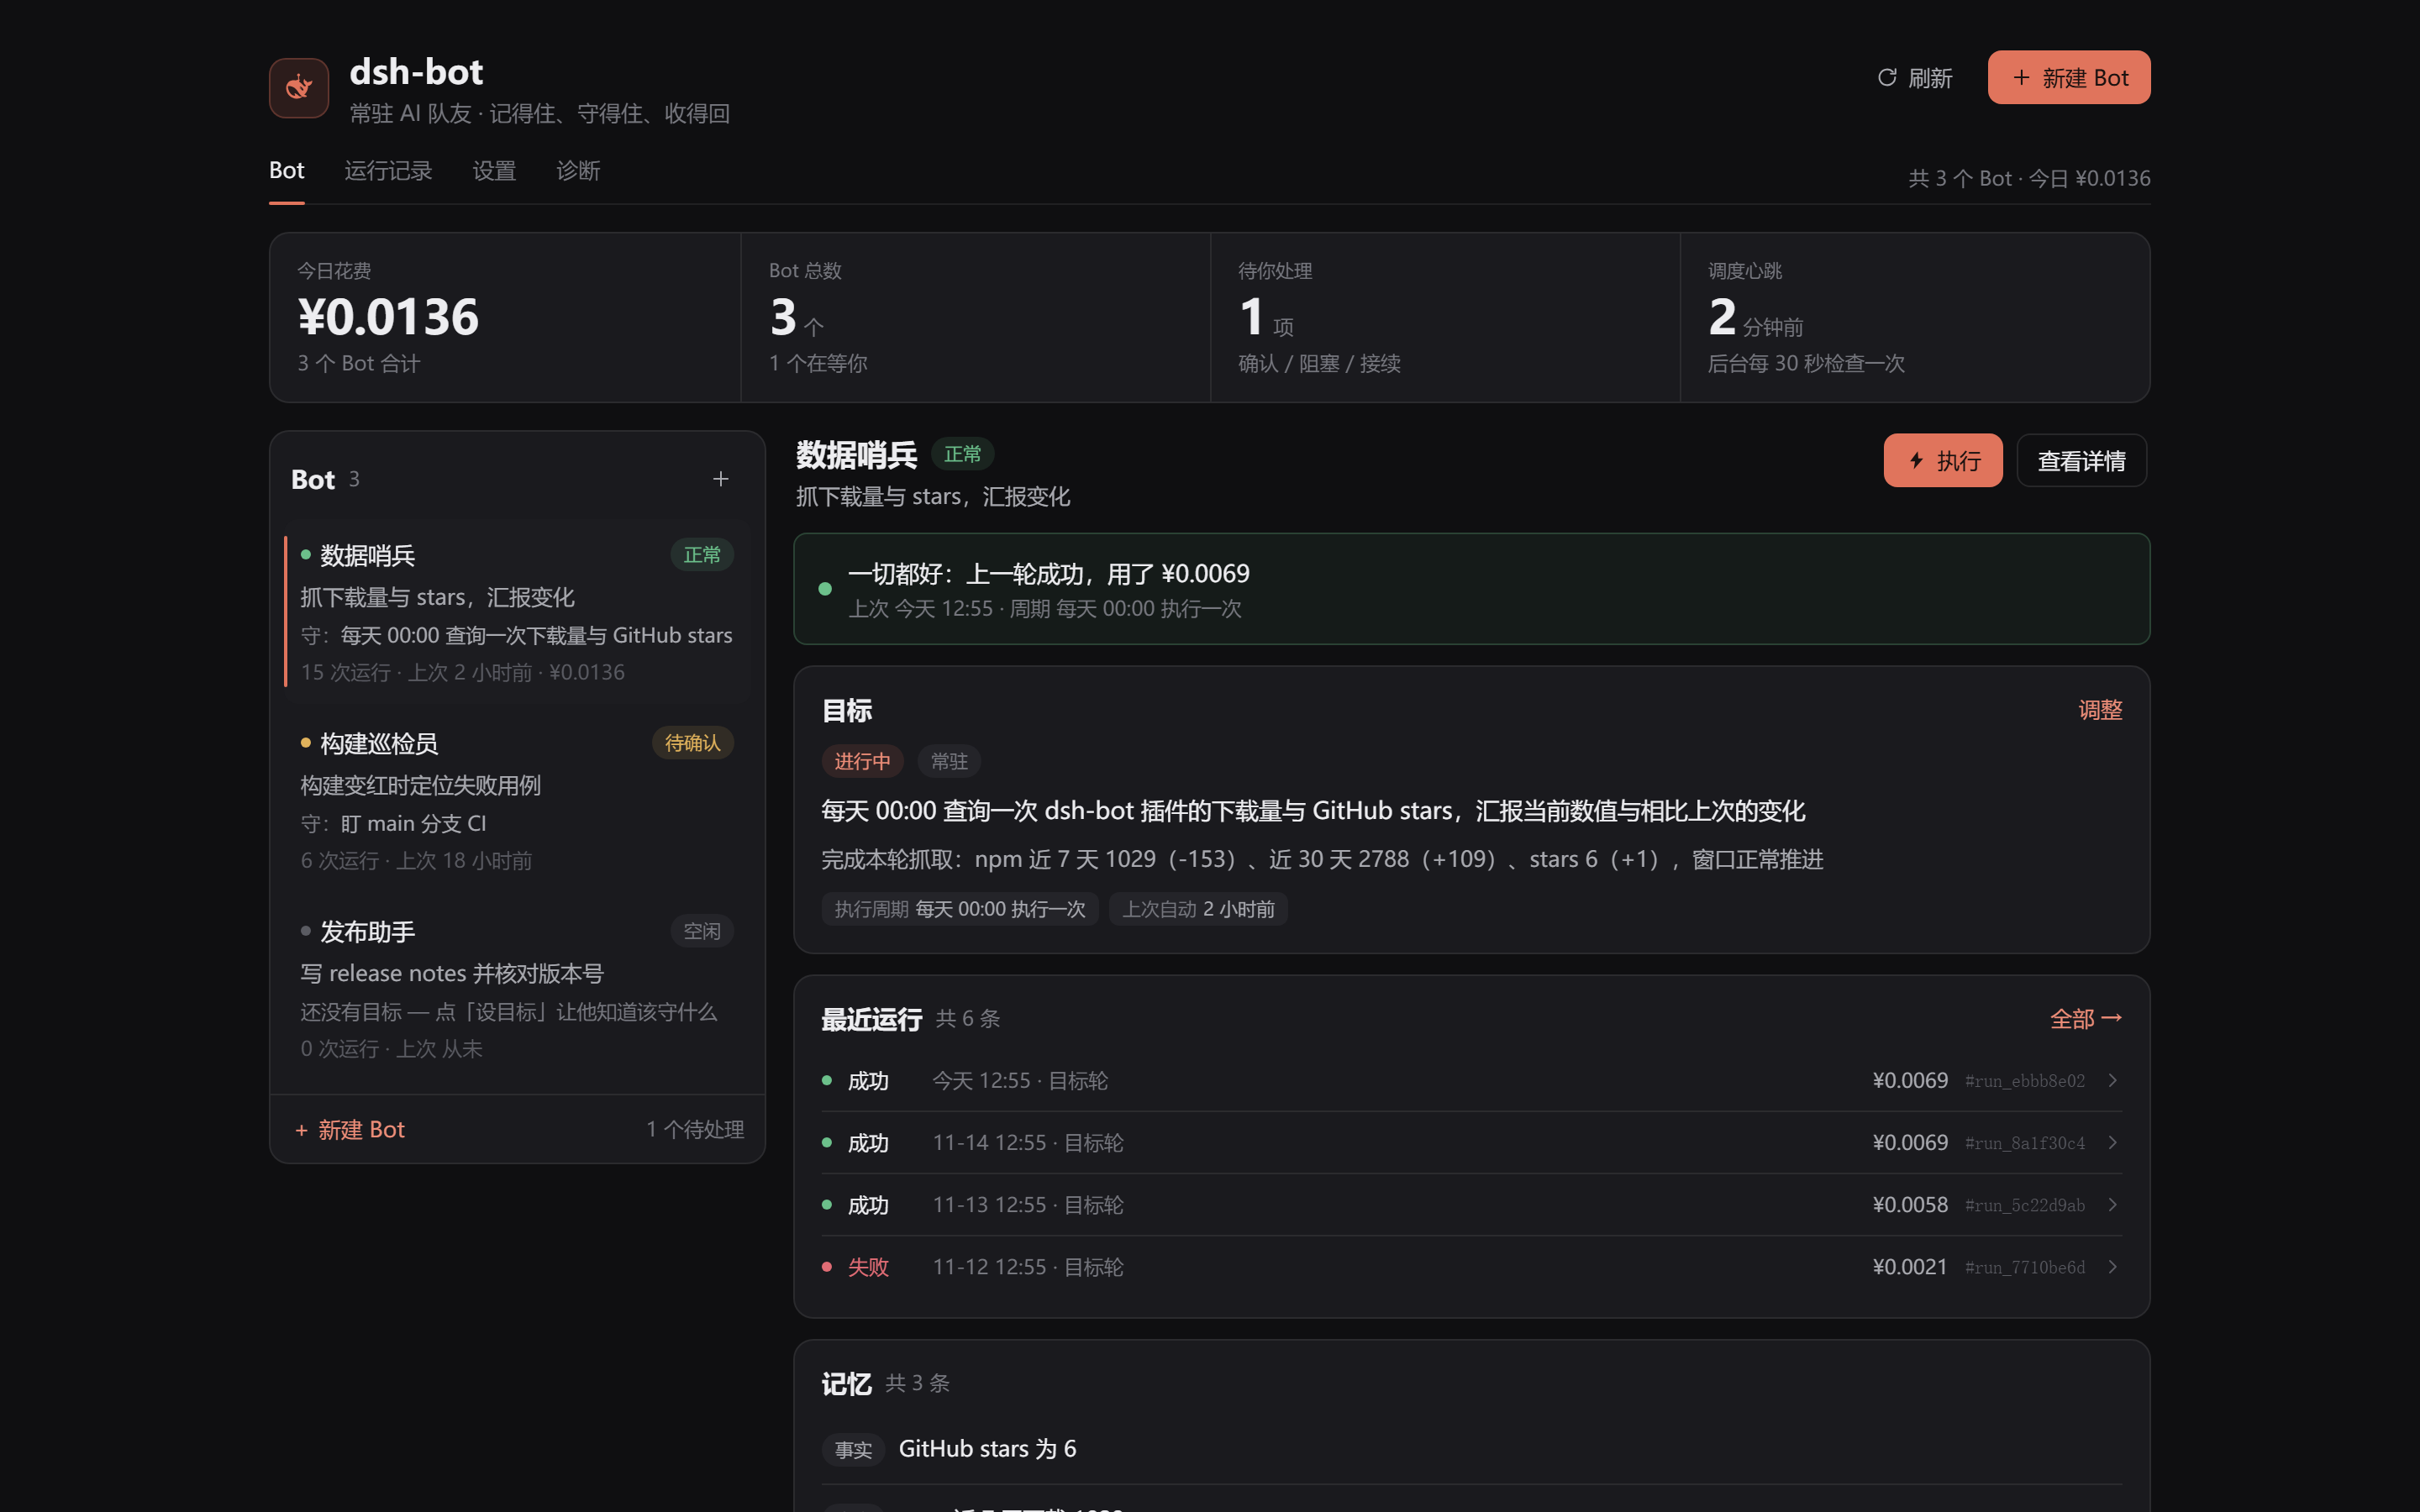 dsh-bot
常驻 AI 队友 · 记得住、守得住、收得回
刷新
+ 新建 Bot
Bot 运行记录 设置 诊断
共 3 个 Bot · 今日 ¥0.0136
今日花费
¥0.0136
3 个 Bot 合计
Bot 总数
3 个
1 个在等你
待你处理
1 项
确认 / 阻塞 / 接续
调度心跳
2 分钟前
后台每 30 秒检查一次
Bot 3 +
数据哨兵 正常
抓下载量与 stars，汇报变化
守：每天 00:00 查询一次下载量与 GitHub stars
15 次运行 · 上次 2 小时前 · ¥0.0136
构建巡检员 待确认
构建变红时定位失败用例
守：盯 main 分支 CI
6 次运行 · 上次 18 小时前
发布助手 空闲
写 release notes 并核对版本号
还没有目标 — 点「设目标」让他知道该守什么
0 次运行 · 上次 从未
+ 新建 Bot 1 个待处理
数据哨兵 正常
抓下载量与 stars，汇报变化
执行 查看详情
一切都好：上一轮成功，用了 ¥0.0069
上次 今天 12:55 · 周期 每天 00:00 执行一次
目标 调整
进行中 常驻
每天 00:00 查询一次 dsh-bot 插件的下载量与 GitHub stars，汇报当前数值与相比上次的变化
完成本轮抓取：npm 近 7 天 1029（-153）、近 30 天 2788（+109）、stars 6（+1），窗口正常推进
执行周期 每天 00:00 执行一次 上次自动 2 小时前
最近运行 共 6 条 全部 →
成功 今天 12:55 · 目标轮 ¥0.0069 #run_ebbb8e02
成功 11-14 12:55 · 目标轮 ¥0.0069 #run_8a1f30c4
成功 11-13 12:55 · 目标轮 ¥0.0058 #run_5c22d9ab
失败 11-12 12:55 · 目标轮 ¥0.0021 #run_7710be6d
记忆 共 3 条
事实 GitHub stars 为 6